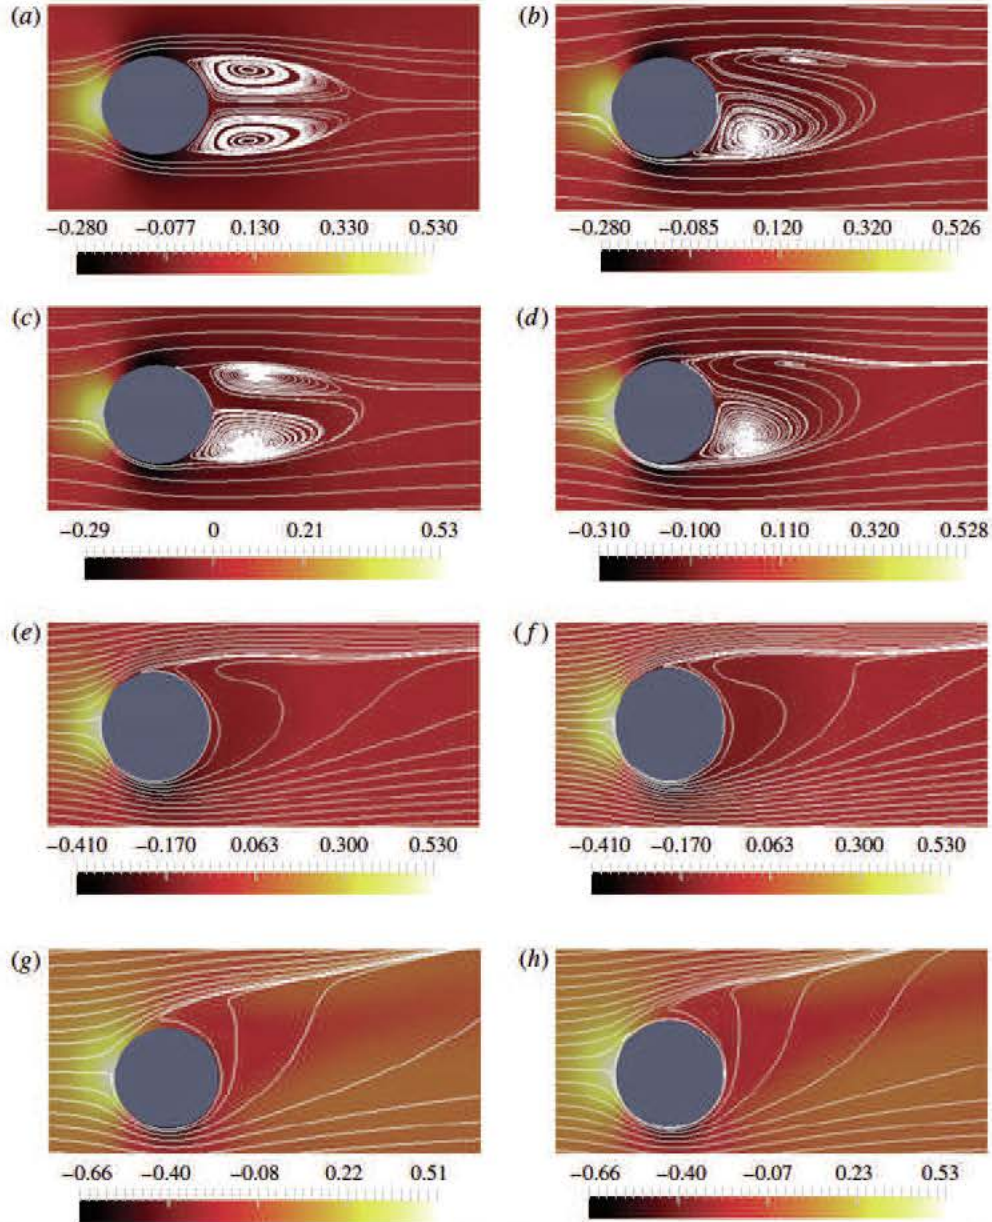 (a) (b)
−0.280 −0.077 0.130 0.330 0.530 −0.280 −0.085 0.120 0.320 0.526
(c) (d)
−0.29 0 0.21 0.53 −0.310 −0.100 0.110 0.320 0.528
(e) (f)
−0.410 −0.170 0.063 0.300 0.530 −0.410 −0.170 0.063 0.300 0.530
(g) (h)
−0.66 −0.40 −0.08 0.22 0.51 −0.66 −0.40 −0.07 0.23 0.53